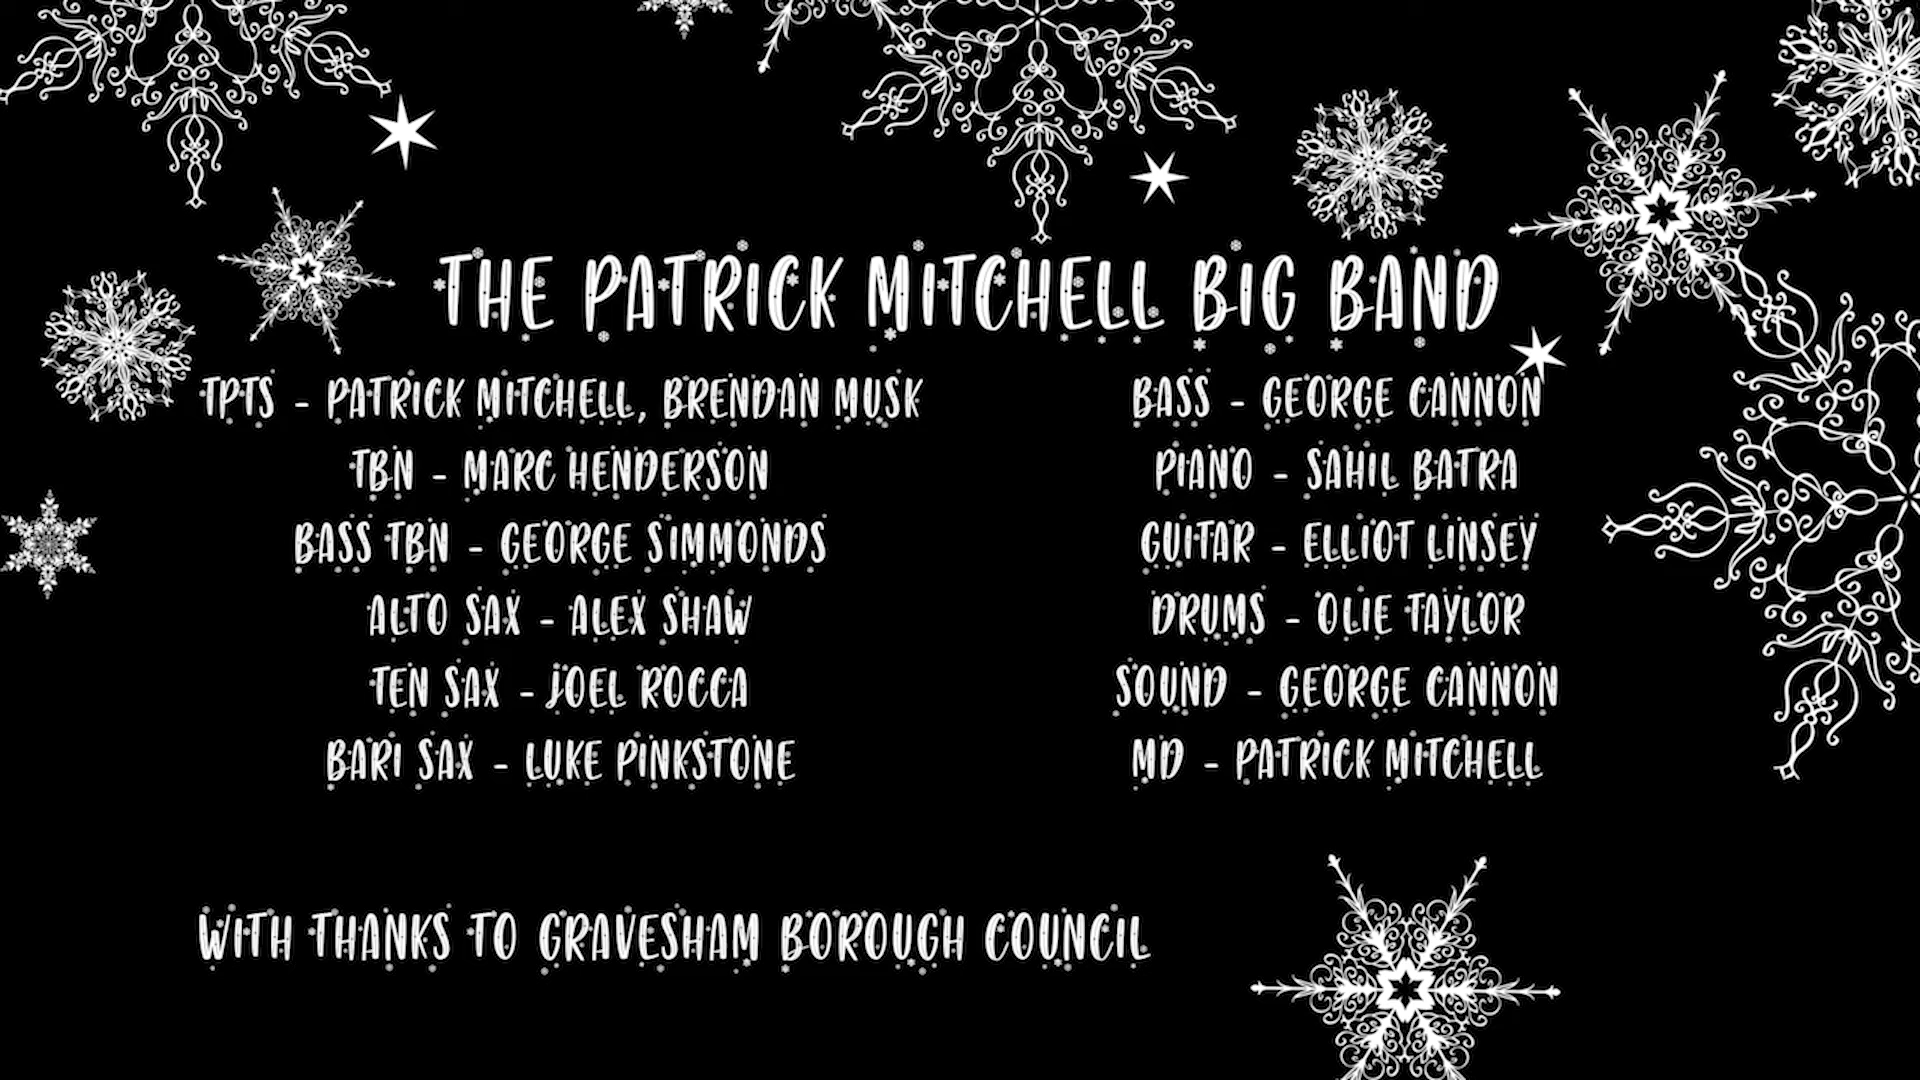 THE PATRICK MITCHELL BIG BAND
TPTS - PATRICK MITCHELL, BRENDAN MUSK
TBN - MARC HENDERSON
BASS TBN - GEORGE SIMMONDS
ALTO SAX - ALEX SHAW
TEN SAX - JOEL ROCCA
BARI SAX - LUKE PINKSTONE
BASS - GEORGE CANNON
PIANO - SAHIL BATRA
GUITAR - ELLIOT LINSEY
DRUMS - OLIE TAYLOR
SOUND - GEORGE CANNON
MD - PATRICK MITCHELL
WITH THANKS TO GRAVESHAM BOROUGH COUNCIL